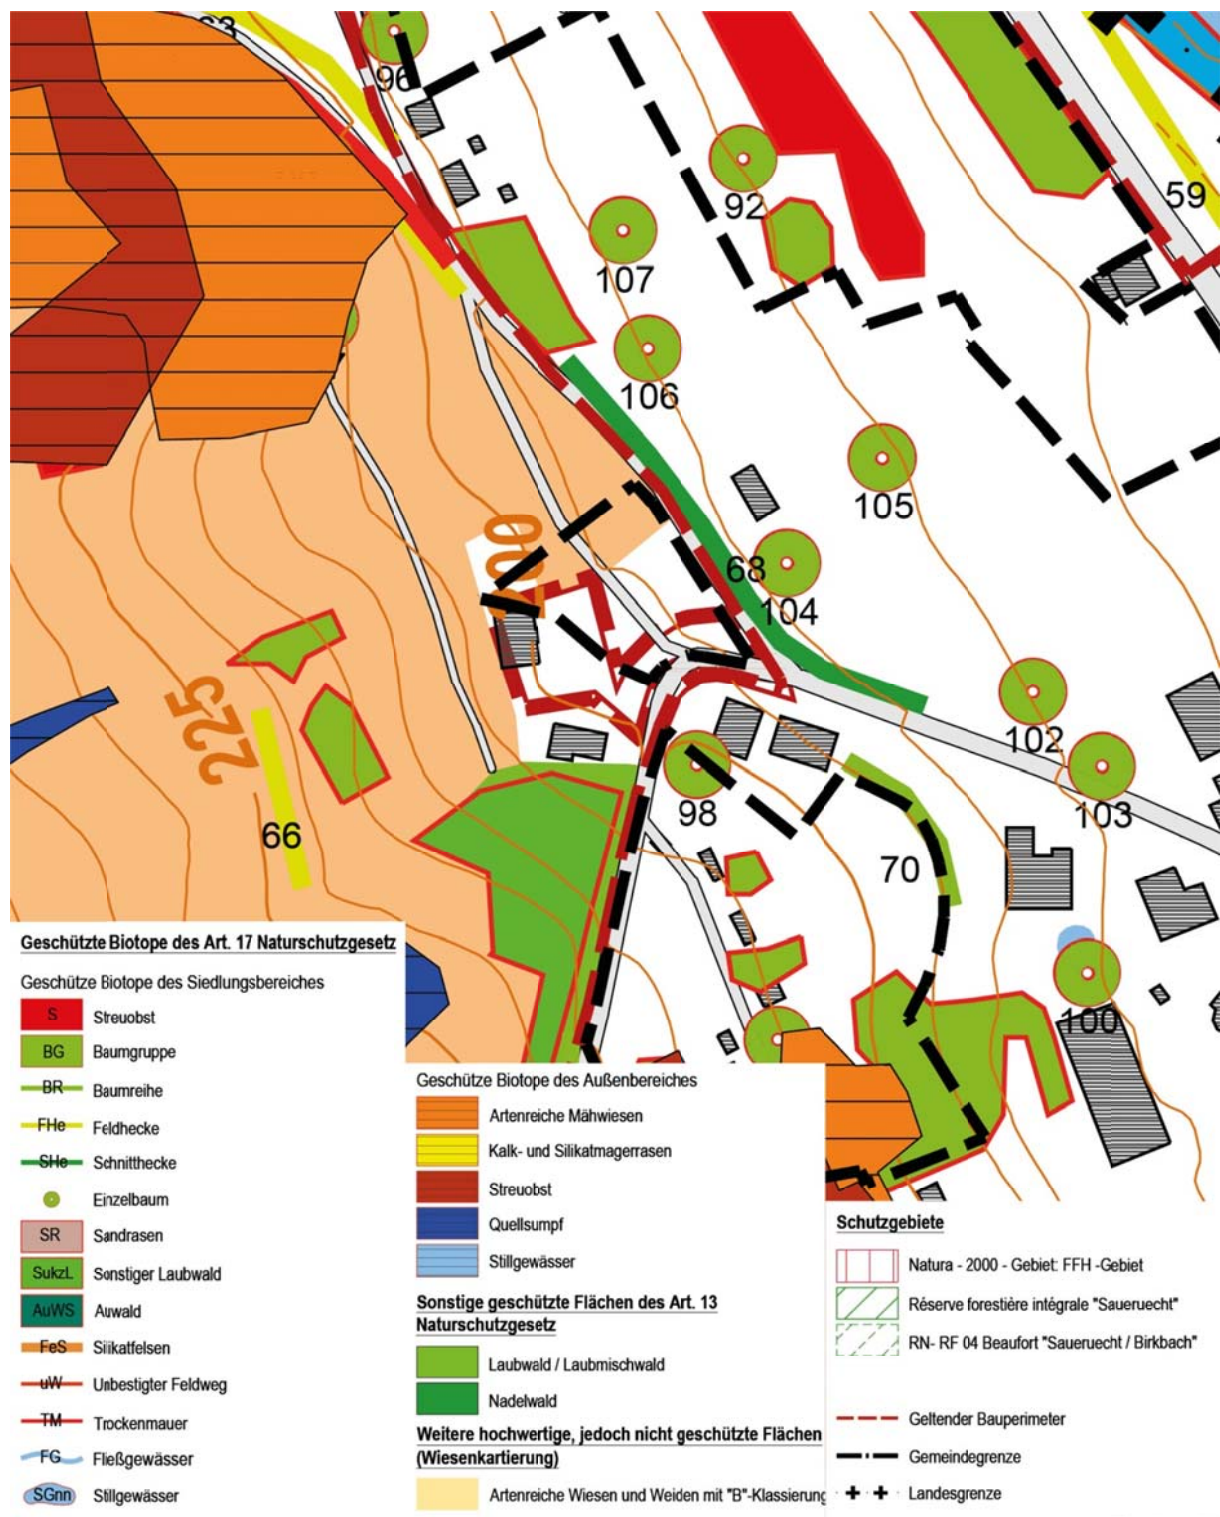 63
96
92
59
107
106
105
68
104
200
225
102
103
98
66
70
100
Geschützte Biotope des Art. 17 Naturschutzgesetz
Geschütze Biotope des Siedlungsbereiches
S Streuobst
BG Baumgruppe
BR Baumreihe
FHe Feldhecke
SHe Schnitthecke
Einzelbaum
SR Sandrasen
SukzL Sonstiger Laubwald
AuWS Auwald
FeS Silikatfelsen
uW Unbestigter Feldweg
TM Trockenmauer
FG Fließgewässer
SGnn Stillgewässer
Geschütze Biotope des Außenbereiches
Artenreiche Mähwiesen
Kalk- und Silikatmagerrasen
Streuobst
Quellsumpf
Stillgewässer
Sonstige geschützte Flächen des Art. 13
Naturschutzgesetz
Laubwald / Laubmischwald
Nadelwald
Weitere hochwertige, jedoch nicht geschützte Flächen
(Wiesenkartierung)
Artenreiche Wiesen und Weiden mit "B"-Klassierung
Schutzgebiete
Natura - 2000 - Gebiet: FFH -Gebiet
Réserve forestière intégrale "Saueruecht"
RN- RF 04 Beaufort "Saueruecht / Birkbach"
Geltender Bauperimeter
Gemeindegrenze
Landesgrenze